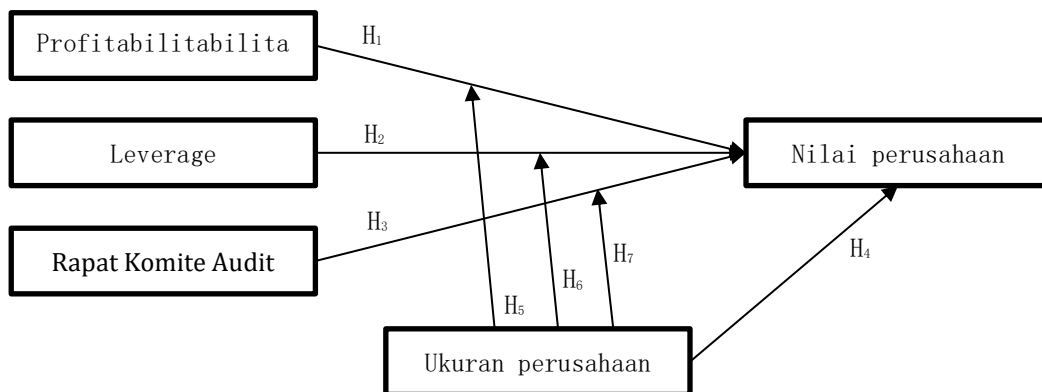 Profitabilitabilita
H₁
Leverage
H₂
Nilai perusahaan
Rapat Komite Audit
H₃
H₄
H₅
H₆
H₇
Ukuran perusahaan